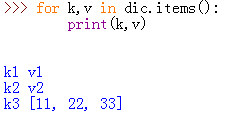 >>> for k,v in dic.items():
        print(k,v)
k1 v1
k2 v2
k3 [11, 22, 33]